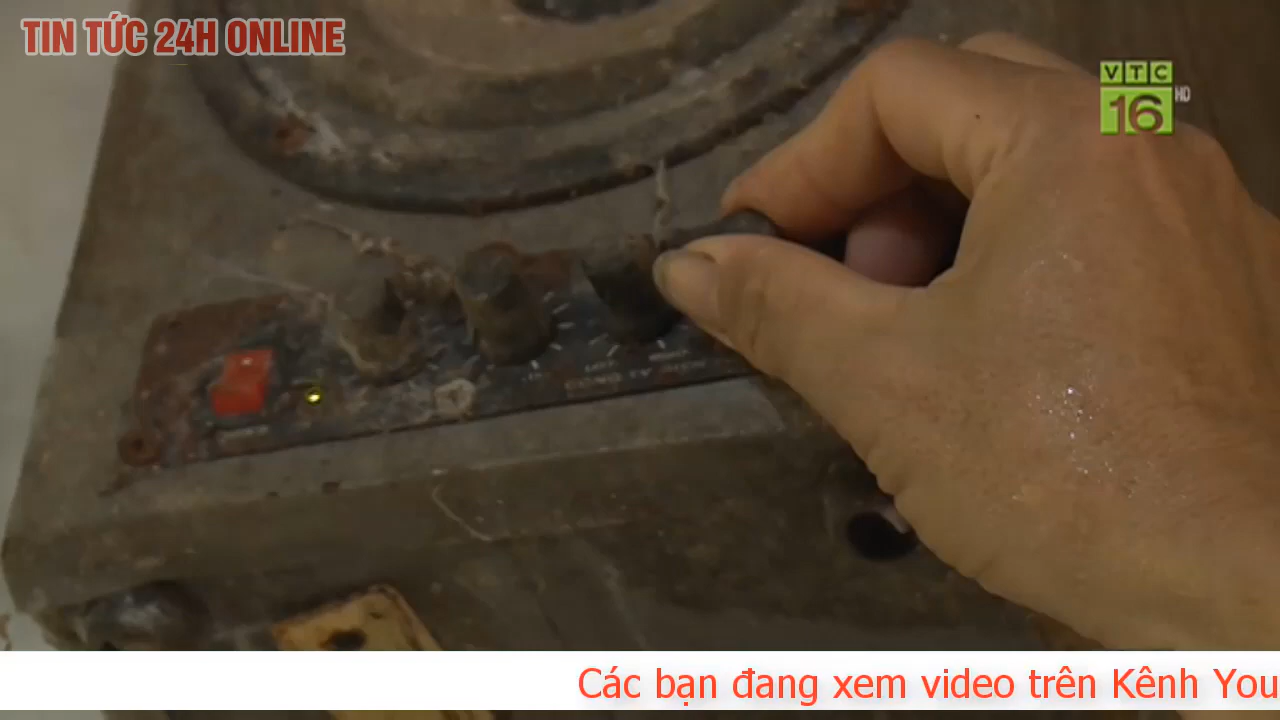 TIN TỨC 24H ONLINE
VTC
16
HD
Các bạn đang xem video trên Kênh You